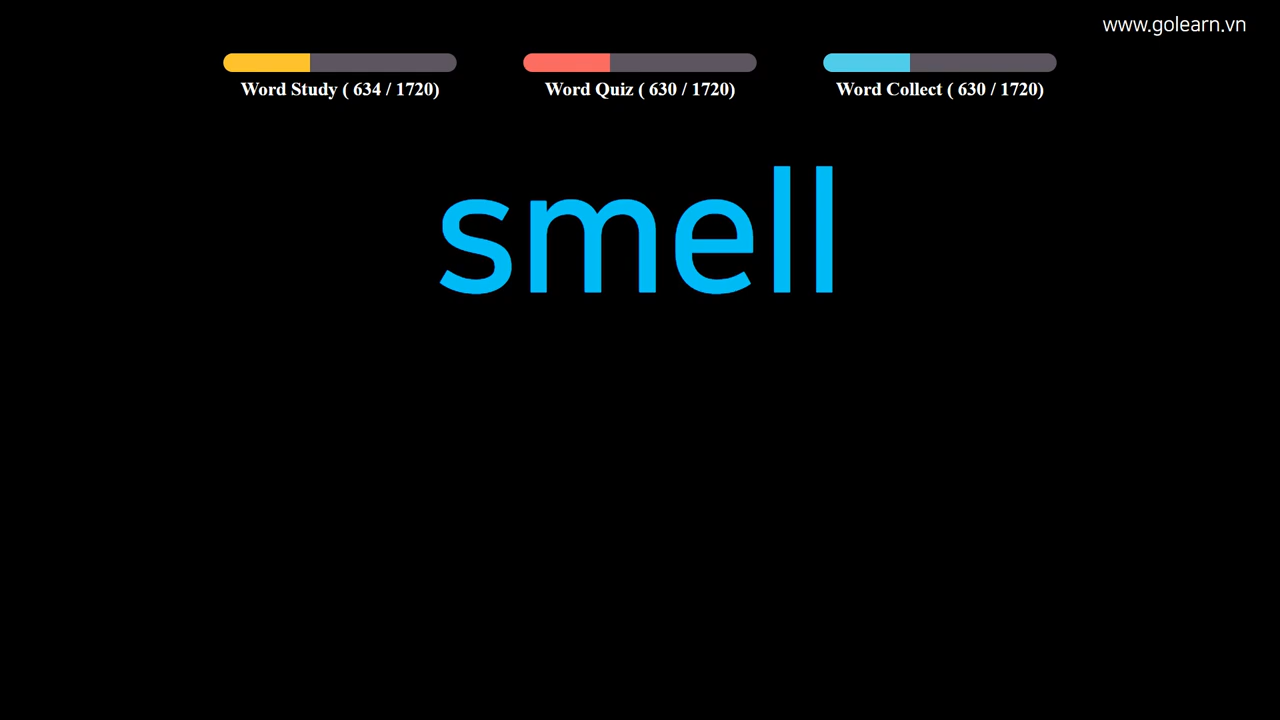 www.golearn.vn
Word Study ( 634 / 1720)
Word Quiz ( 630 / 1720)
Word Collect ( 630 / 1720)
smell